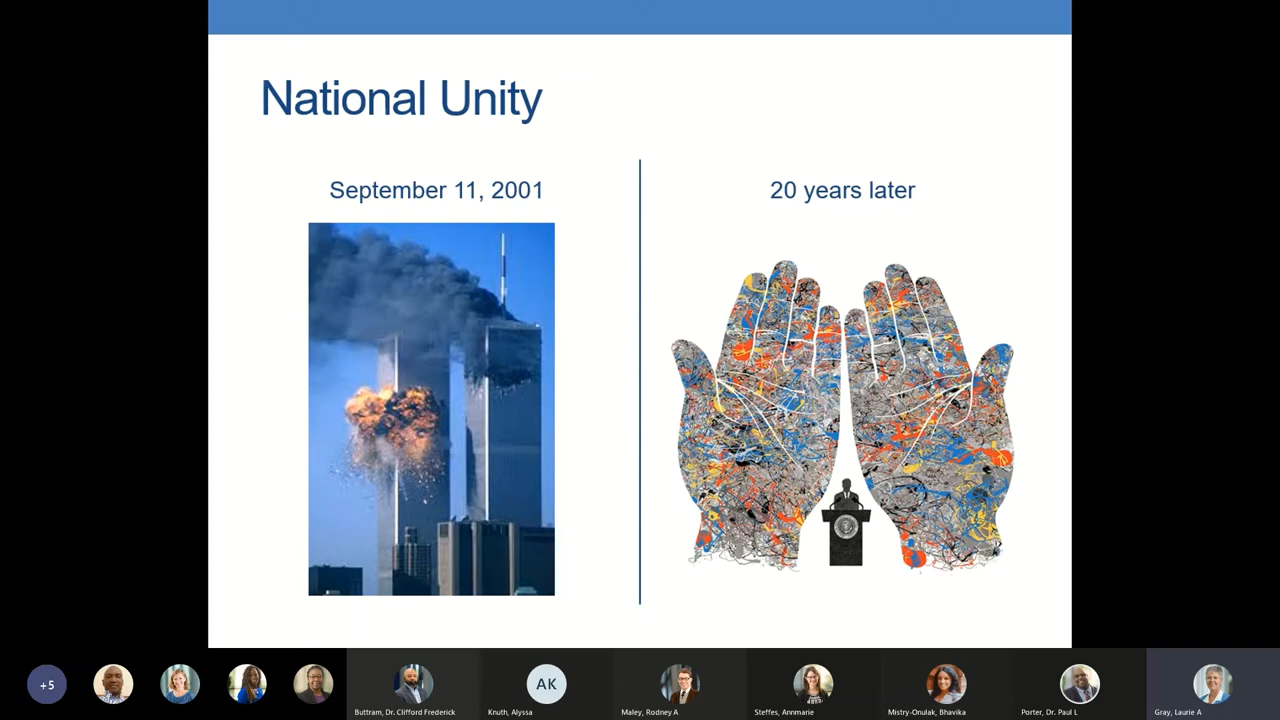 National Unity
September 11, 2001
20 years later
+5
Buttram, Dr. Clifford Frederick
AK
Knuth, Alyssa
Maley, Rodney A
Steffes, Annmarie
Mistry-Onulak, Bhavika
Porter, Dr. Paul L
Gray, Laurie A